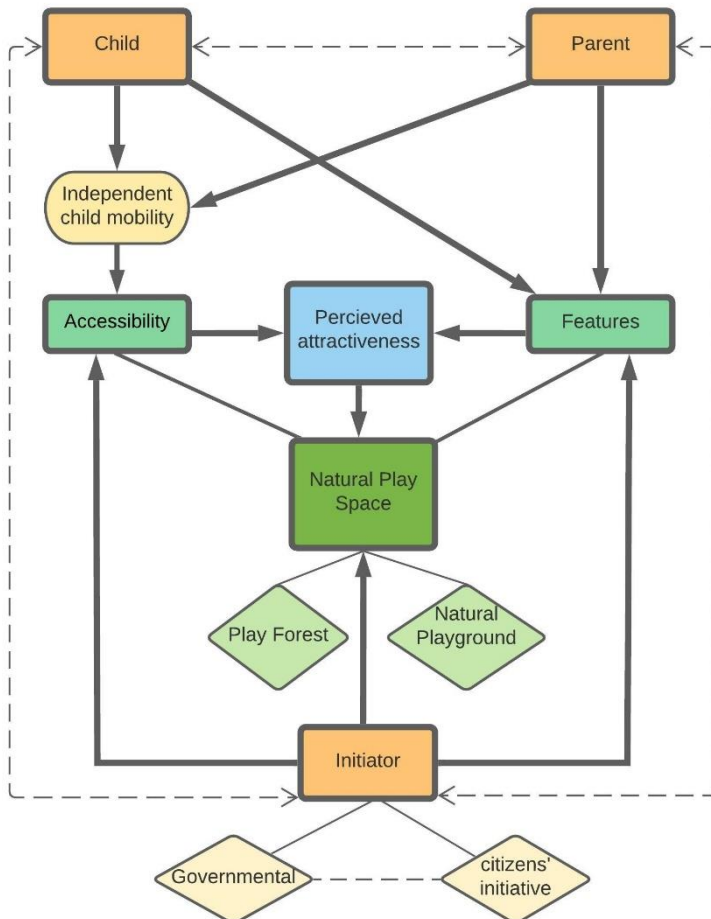 Child
Parent
Independent
child mobility
Accessibility
Percieved
attractiveness
Features
Natural Play
Space
Play Forest
Natural
Playground
Initiator
Governmental
citizens'
initiative